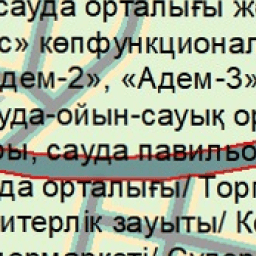 сауда орталығы ж
с» көпфункционал
дем-2», «Адем-3»
уда-ойын-сауық ор
ры, сауда павильо
да орталығы/ Торг
итерлік зауыты/ К